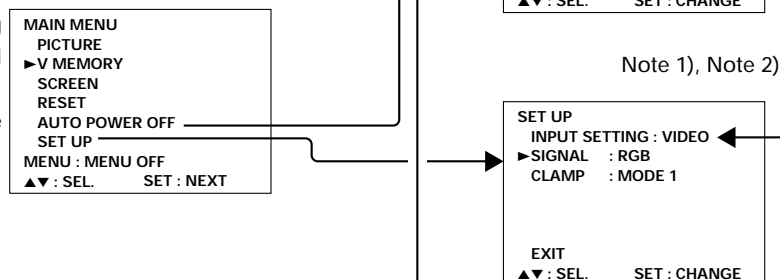 MAIN MENU
PICTURE
►V MEMORY
SCREEN
RESET
AUTO POWER OFF
SET UP
MENU : MENU OFF
▲▼ : SEL. SET : NEXT
▲▼ : SEL. SET : CHANGE
Note 1), Note 2)
SET UP
INPUT SETTING : VIDEO
►SIGNAL : RGB
CLAMP : MODE 1
EXIT
▲▼ : SEL. SET : CHANGE